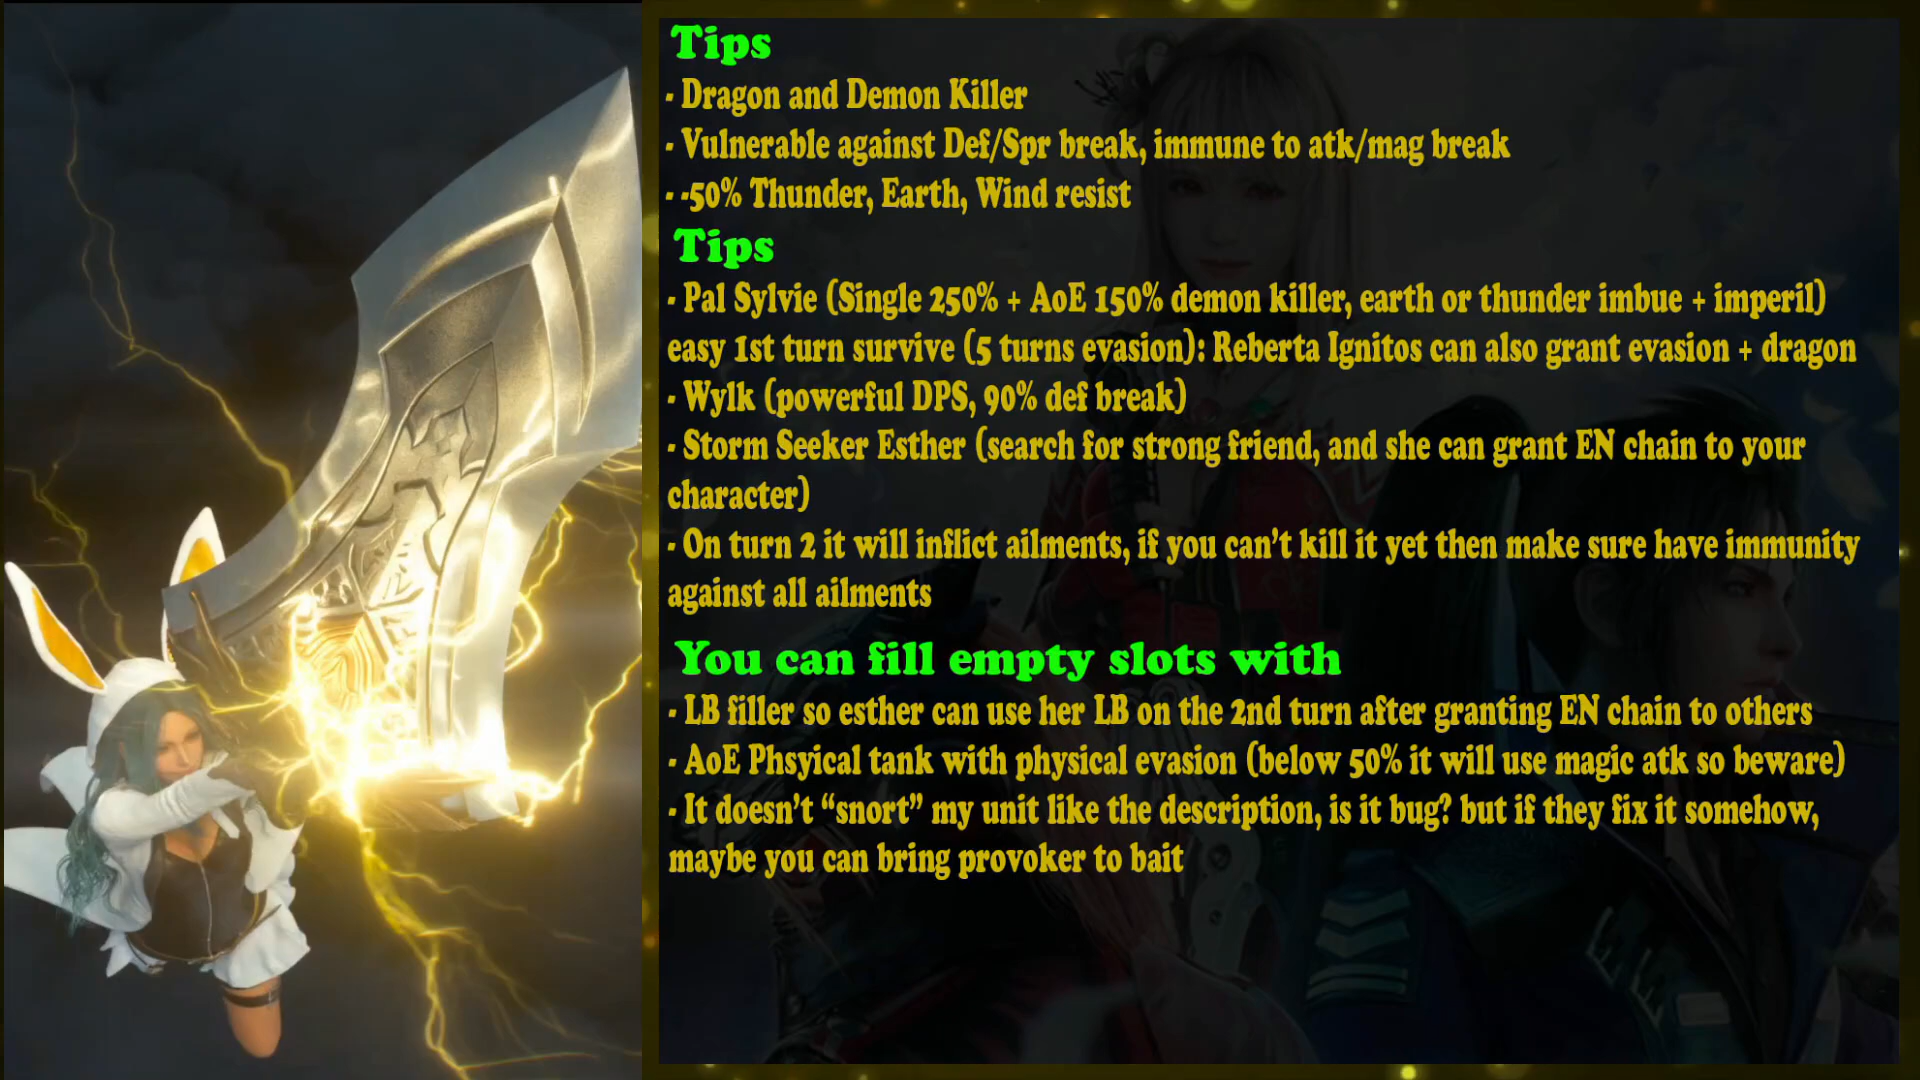 Tips
- Dragon and Demon Killer
- Vulnerable against Def/Spr break, immune to atk/mag break
- -50% Thunder, Earth, Wind resist
Tips
- Pal Sylvie (Single 250% + AoE 150% demon killer, earth or thunder imbue + imperil)
easy 1st turn survive (5 turns evasion): Reberta Ignitos can also grant evasion + dragon
- Wylk (powerful DPS, 90% def break)
- Storm Seeker Esther (search for strong friend, and she can grant EN chain to your
character)
- On turn 2 it will inflict ailments, if you can't kill it yet then make sure have immunity
against all ailments
You can fill empty slots with
- LB filler so esther can use her LB on the 2nd turn after granting EN chain to others
- AoE Phsyical tank with physical evasion (below 50% it will use magic atk so beware)
- It doesn't “snort” my unit like the description, is it bug? but if they fix it somehow,
maybe you can bring provoker to bait